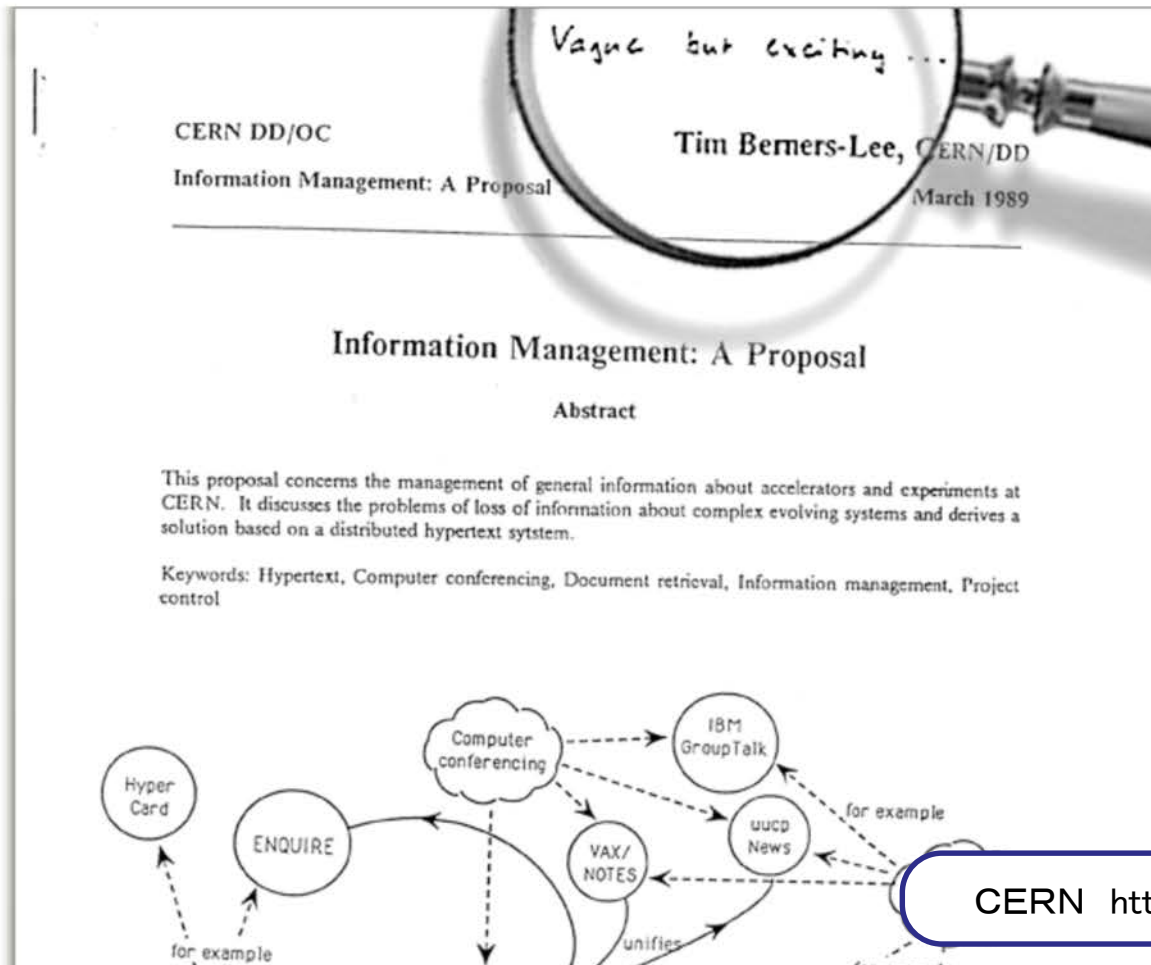 Vague but exciting ...
CERN DD/OC
Tim Berners-Lee, CERN/DD
Information Management: A Proposal
March 1989
Information Management: A Proposal
Abstract
This proposal concerns the management of general information about accelerators and experiments at
CERN. It discusses the problems of loss of information about complex evolving systems and derives a
solution based on a distributed hypertext sytstem.
Keywords: Hypertext, Computer conferencing, Document retrieval, Information management, Project
control
Computer
conferencing
IBM
GroupTalk
Hyper
Card
ENQUIRE
VAX/
NOTES
uucp
News
for example
for example
unifies
CERN htt